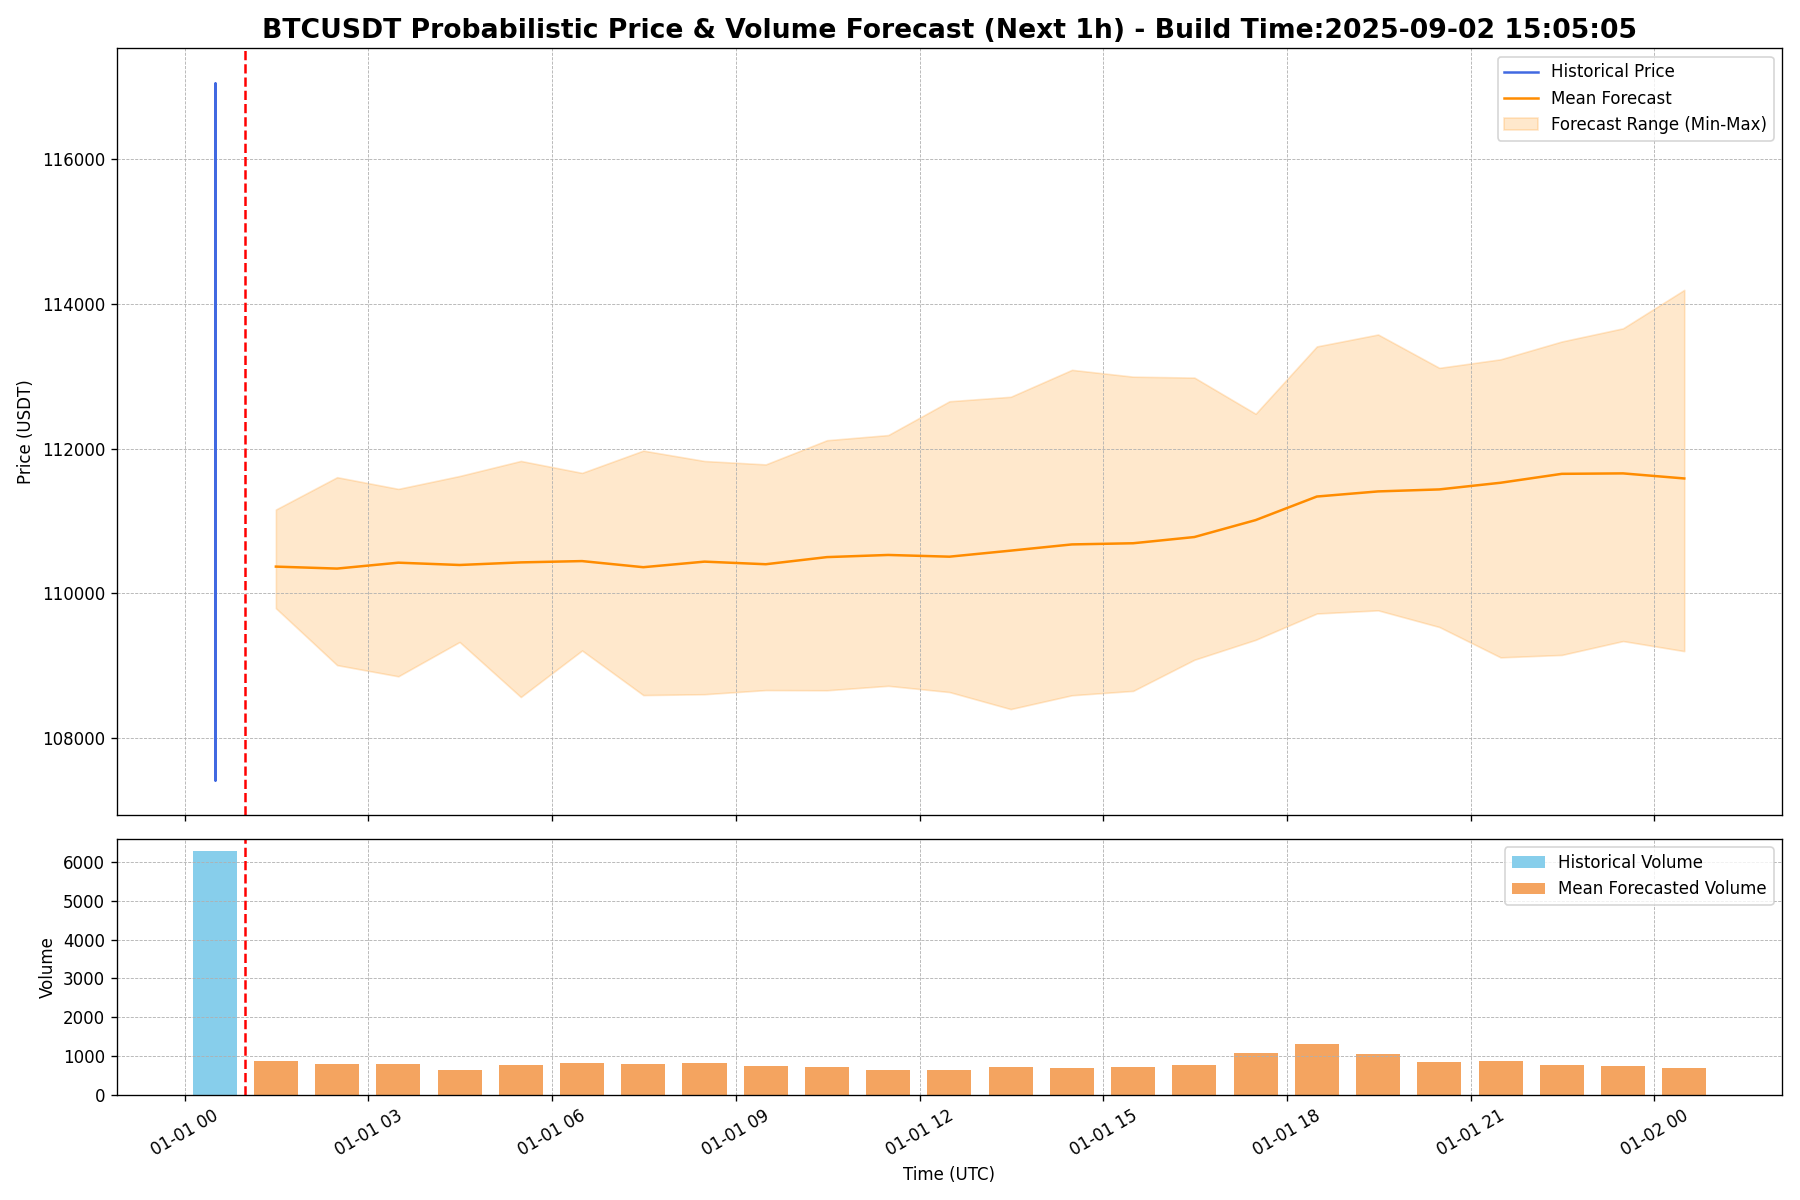 BTCUSDT Probabilistic Price & Volume Forecast (Next 1h) - Build Time:2025-09-02 15:05:05
Historical Price
Mean Forecast
Forecast Range (Min-Max)
Price (USDT)
116000
114000
112000
110000
108000
Historical Volume
Mean Forecasted Volume
Volume
6000
5000
4000
3000
2000
1000
0
01-01 00
01-01 03
01-01 06
01-01 09
01-01 12
01-01 15
01-01 18
01-01 21
01-02 00
Time (UTC)